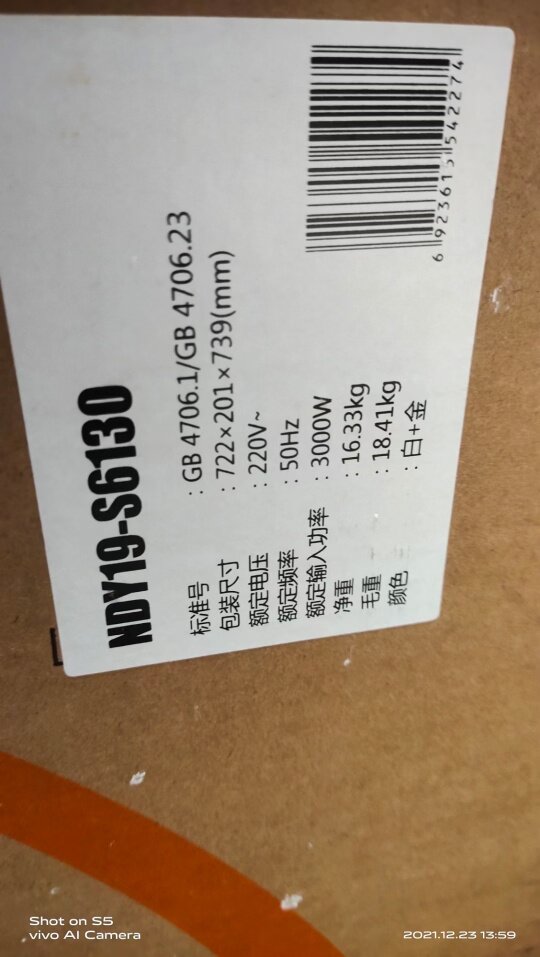 NDY19-S6130
标准号：GB 4706.1/GB 4706.23
包装尺寸：722×201×739(mm)
额定电压：220V~
额定频率：50Hz
额定输入功率：3000W
净重：16.33kg
毛重：18.41kg
颜色：白+金
6 923615 542274
Shot on S5
vivo AI Camera
2021.12.23 13:59